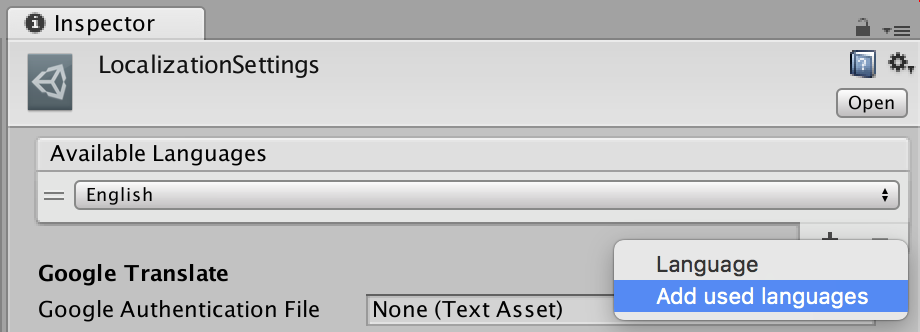 Inspector
LocalizationSettings
Open
Available Languages
English
Language
Add used languages
Google Translate
Google Authentication File
None (Text Asset)